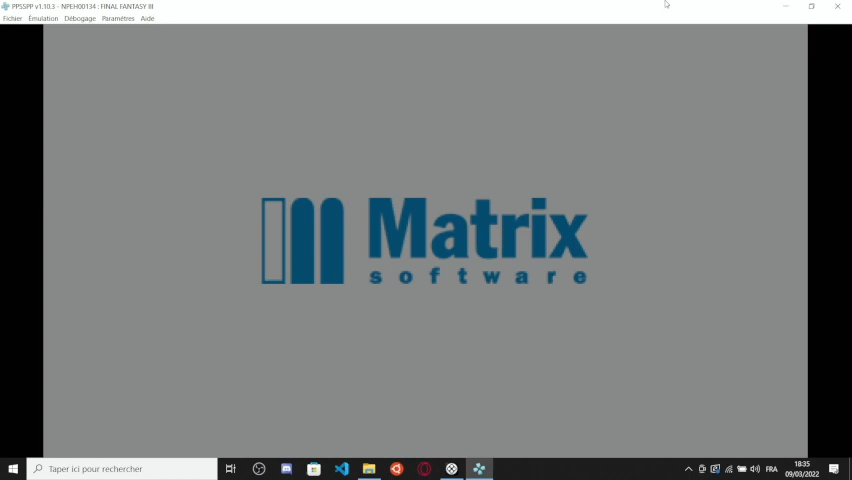 PPSSPP v1.10.3 - NPEH00134 : FINAL FANTASY III
Fichier Émulation Débogage Paramètres Aide
Matrix
software
Taper ici pour rechercher
FRA
18:35
09/03/2022